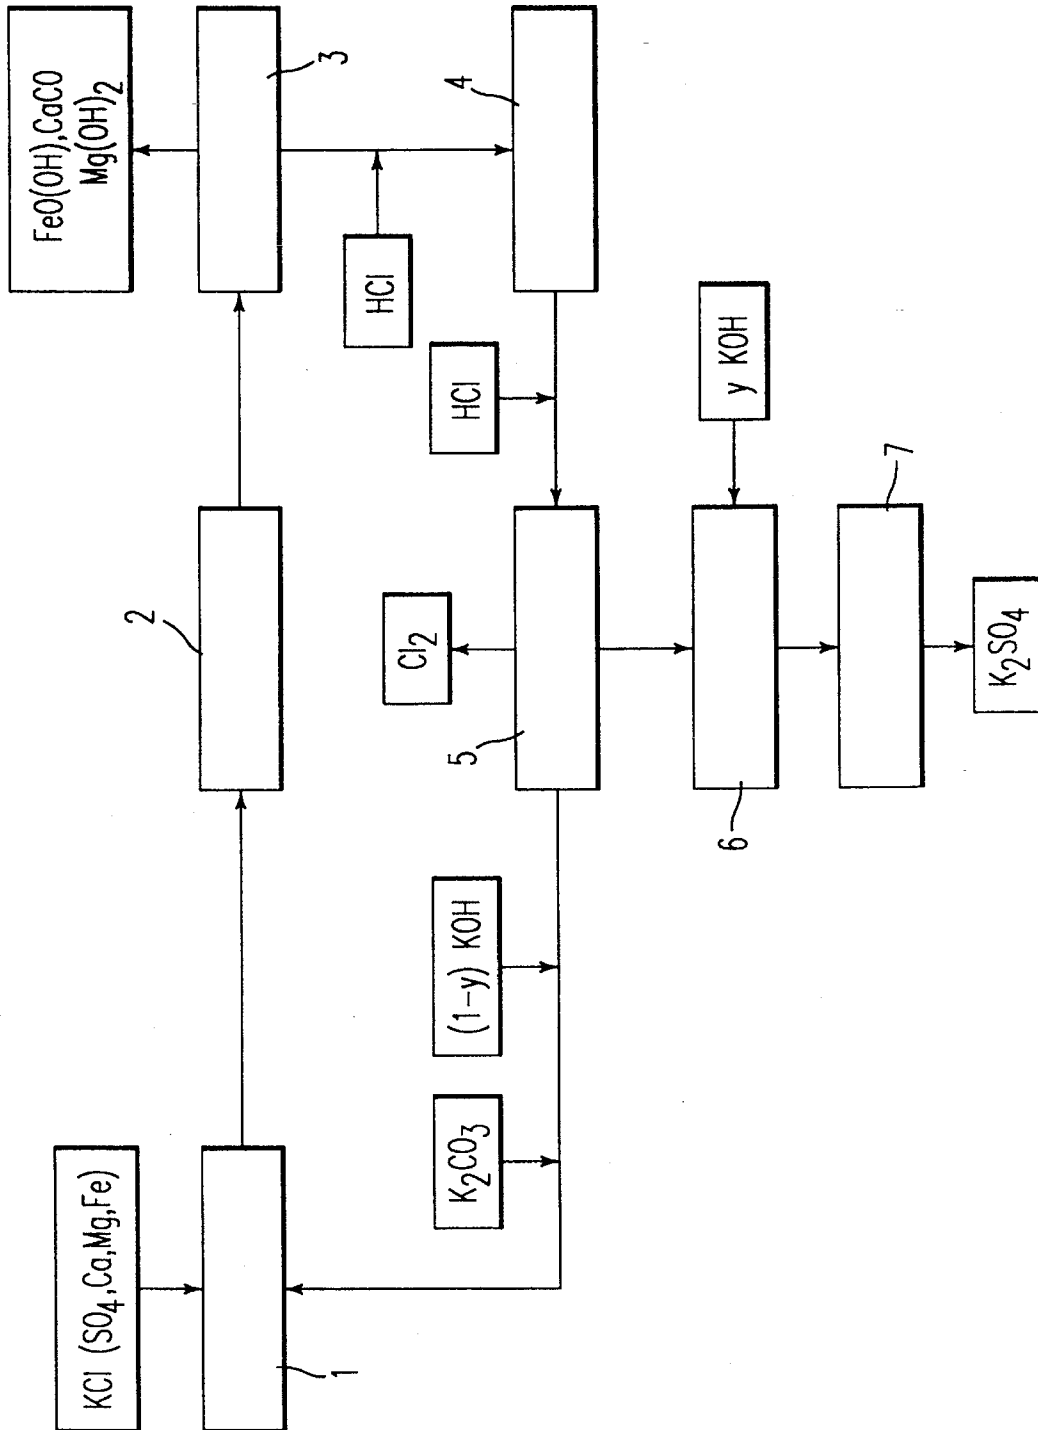 KCl (SO4,Ca,Mg,Fe)
1
2
FeO(OH),CaCO
Mg(OH)2
3
HCl
4
HCl
Cl2
5
(1-y) KOH
K2CO3
y KOH
6
7
K2SO4